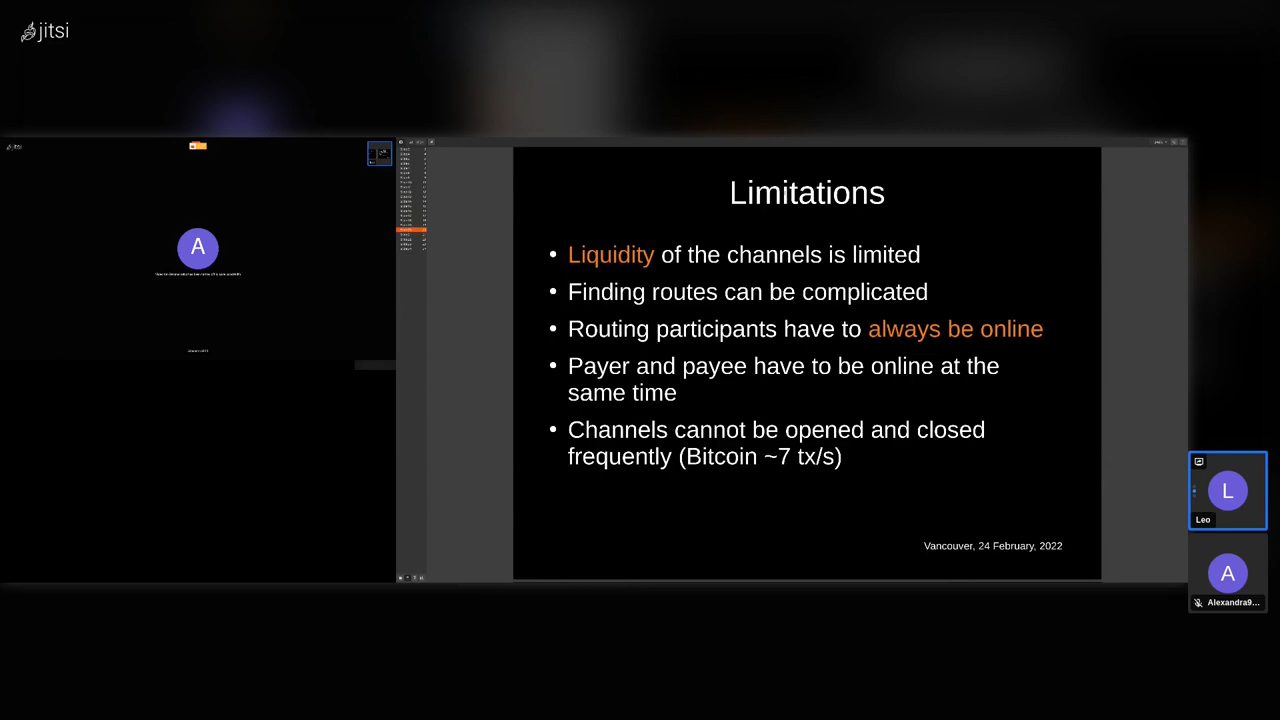 jitsi
jitsi
A
Limitations
• Liquidity of the channels is limited
• Finding routes can be complicated
• Routing participants have to always be online
• Payer and payee have to be online at the
same time
• Channels cannot be opened and closed
frequently (Bitcoin ~7 tx/s)
Vancouver, 24 February, 2022
L
Leo
A
Alexandra9...